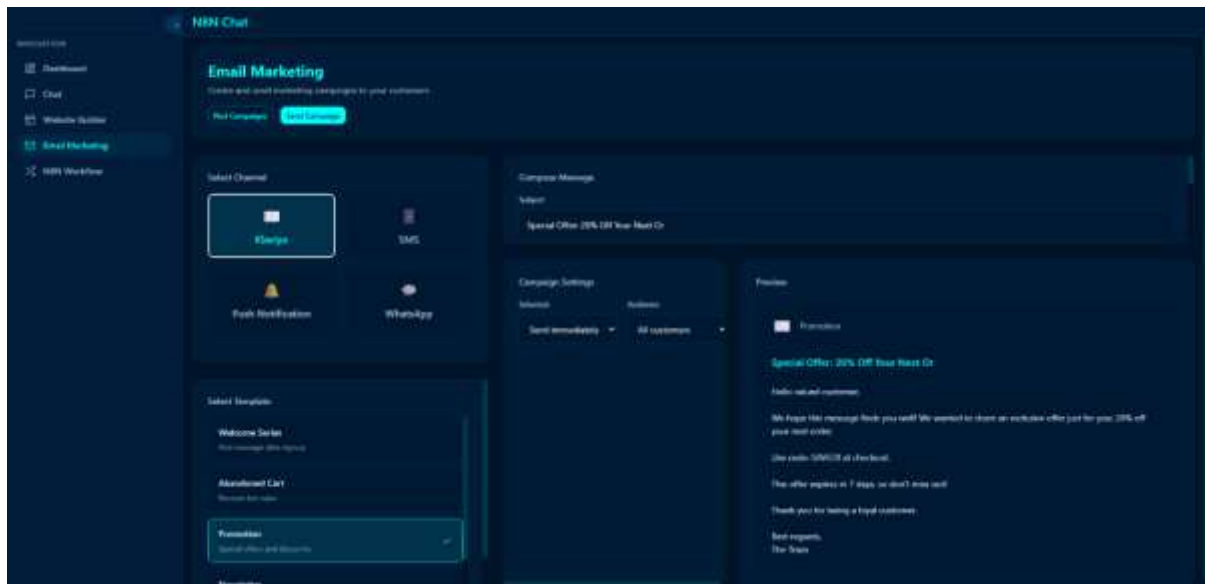 NBN Chat
NAVIGATION
Dashboard
Chat
Website Builder
Email Marketing
NBN Workflow
Email Marketing
Create and send marketing campaigns to your customers
Past Campaigns
Send Campaign
Select Channel
Klaviyo
SMS
Push Notification
WhatsApp
Select Template
Welcome Series
Abandoned Cart
Promotion
Special offers and discounts
Compose Message
Subject
Special Offer: 20% Off Your Next Or
Campaign Settings
Schedule
Audience
Send immediately
All customers
Preview
Promotion
Special Offer: 20% Off Your Next Or
Hello valued customer,
We hope this message finds you well! We wanted to share an exclusive offer just for you: 20% off
your next order.
Use code: at checkout.
This offer expires in 7 days, so don't miss out!
Thank you for being a loyal customer.
Best regards,
The Team